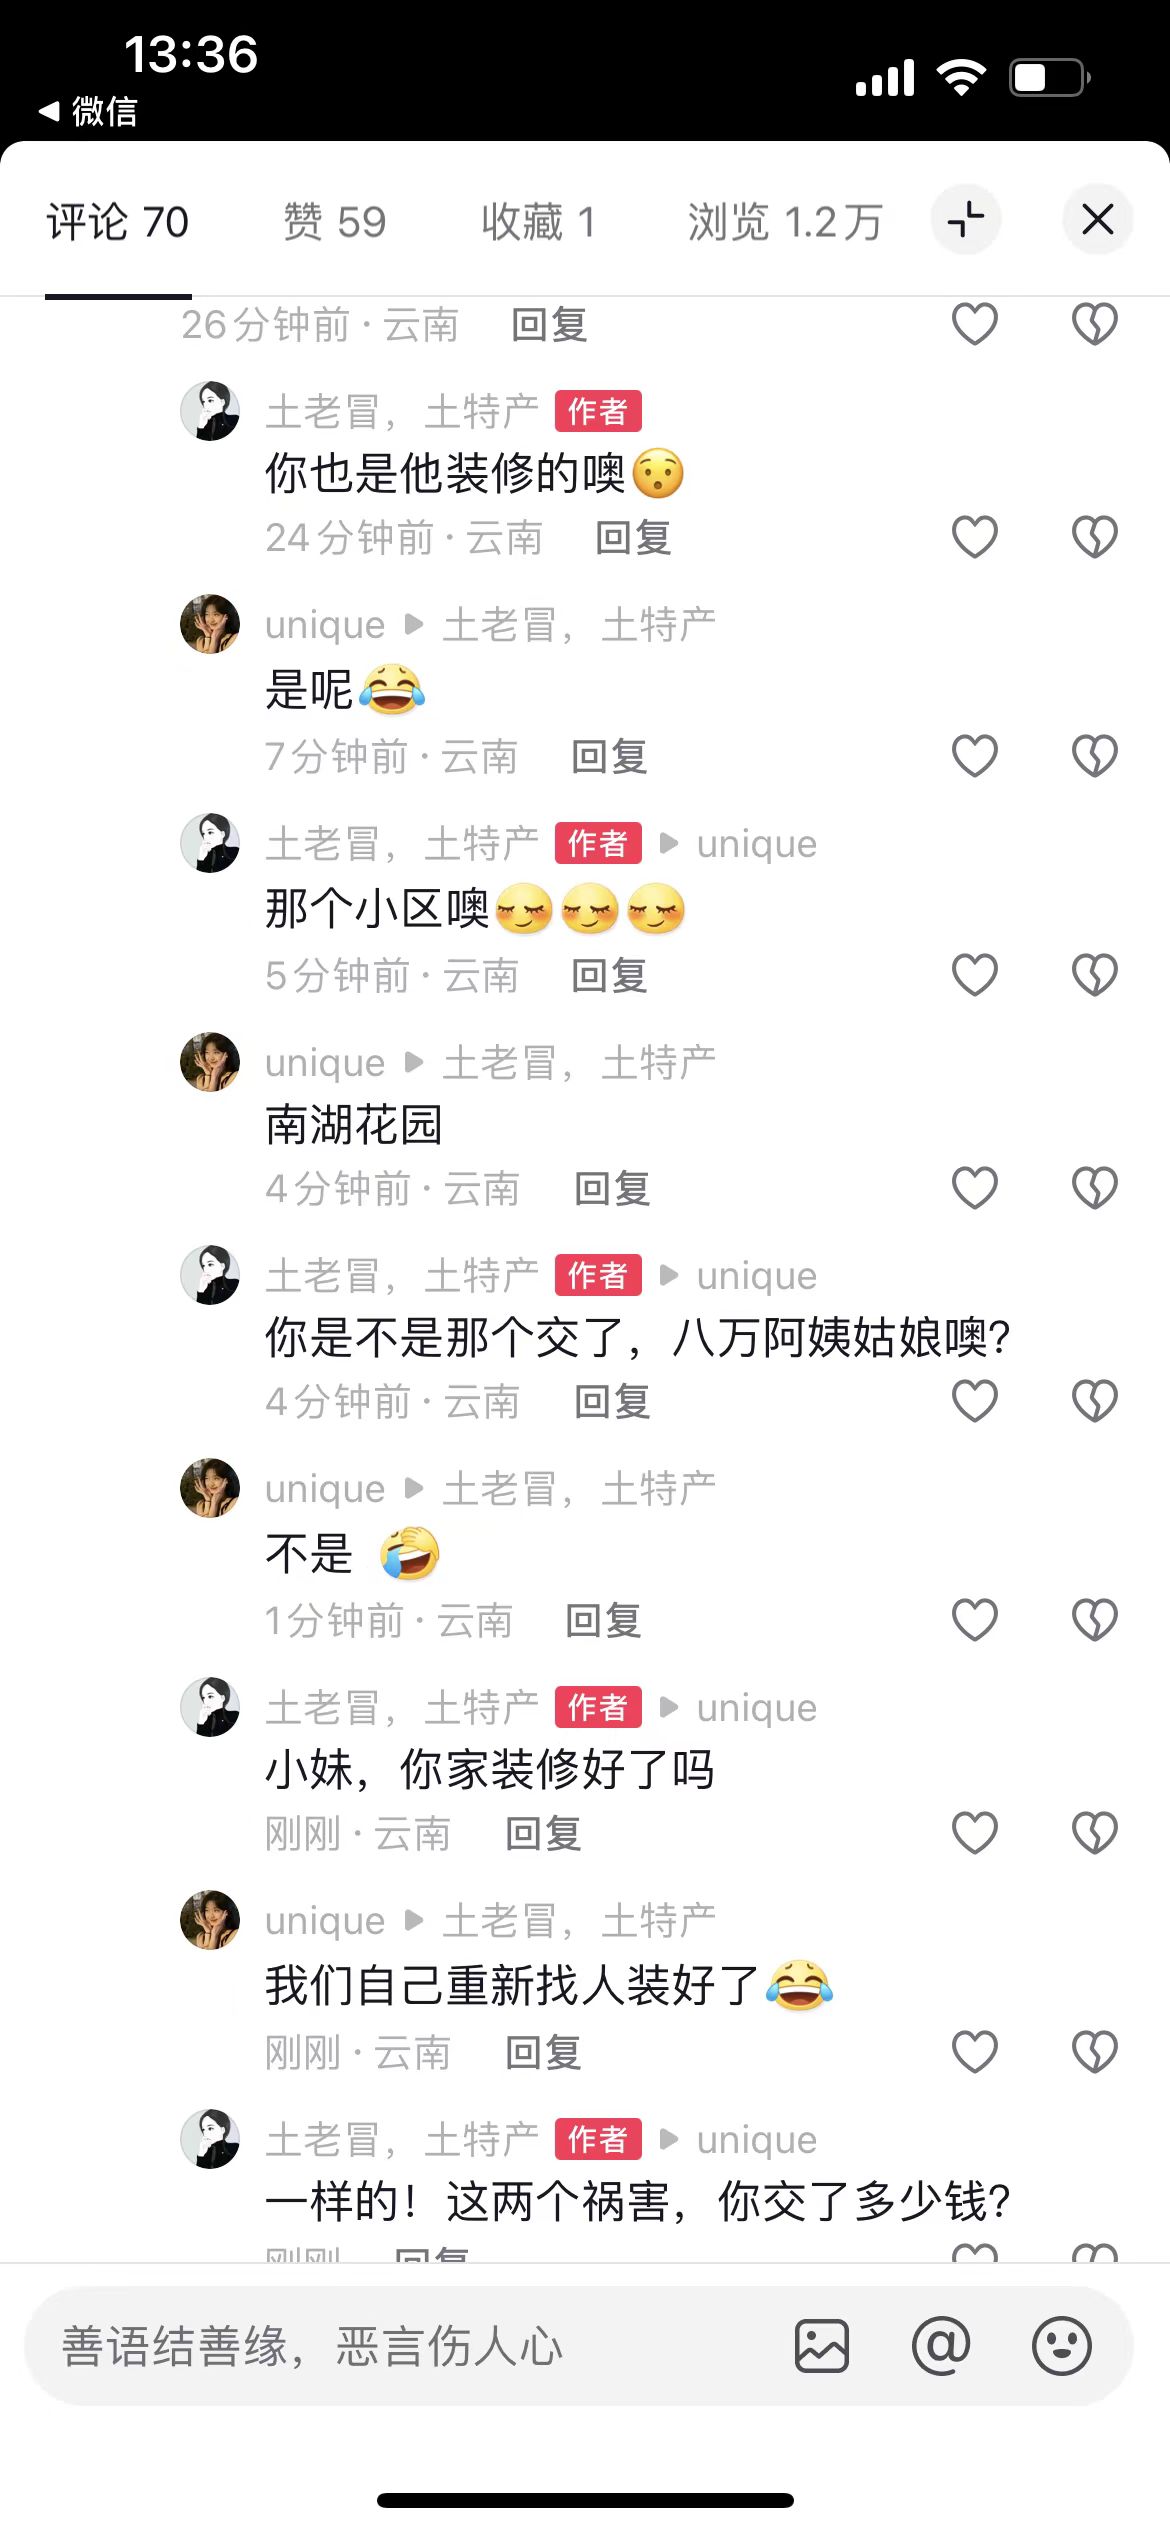 13:36
微信
评论 70 赞 59 收藏 1 浏览 1.2万
26分钟前 · 云南 回复
土老冒，土特产 作者
你也是他装修的噢😯
24分钟前 · 云南 回复
unique ▶ 土老冒，土特产
是呢😂
7分钟前 · 云南 回复
土老冒，土特产 作者 ▶ unique
那个小区噢😏😏😏
5分钟前 · 云南 回复
unique ▶ 土老冒，土特产
南湖花园
4分钟前 · 云南 回复
土老冒，土特产 作者 ▶ unique
你是不是那个交了，八万阿姨姑娘噢?
4分钟前 · 云南 回复
unique ▶ 土老冒，土特产
不是
1分钟前 · 云南 回复
土老冒，土特产 作者 ▶ unique
小妹，你家装修好了吗
刚刚 · 云南 回复
unique ▶ 土老冒，土特产
我们自己重新找人装好了😂
刚刚 · 云南 回复
土老冒，土特产 作者 ▶ unique
一样的！这两个祸害，你交了多少钱?
刚刚 回复
善语结善缘，恶言伤人心